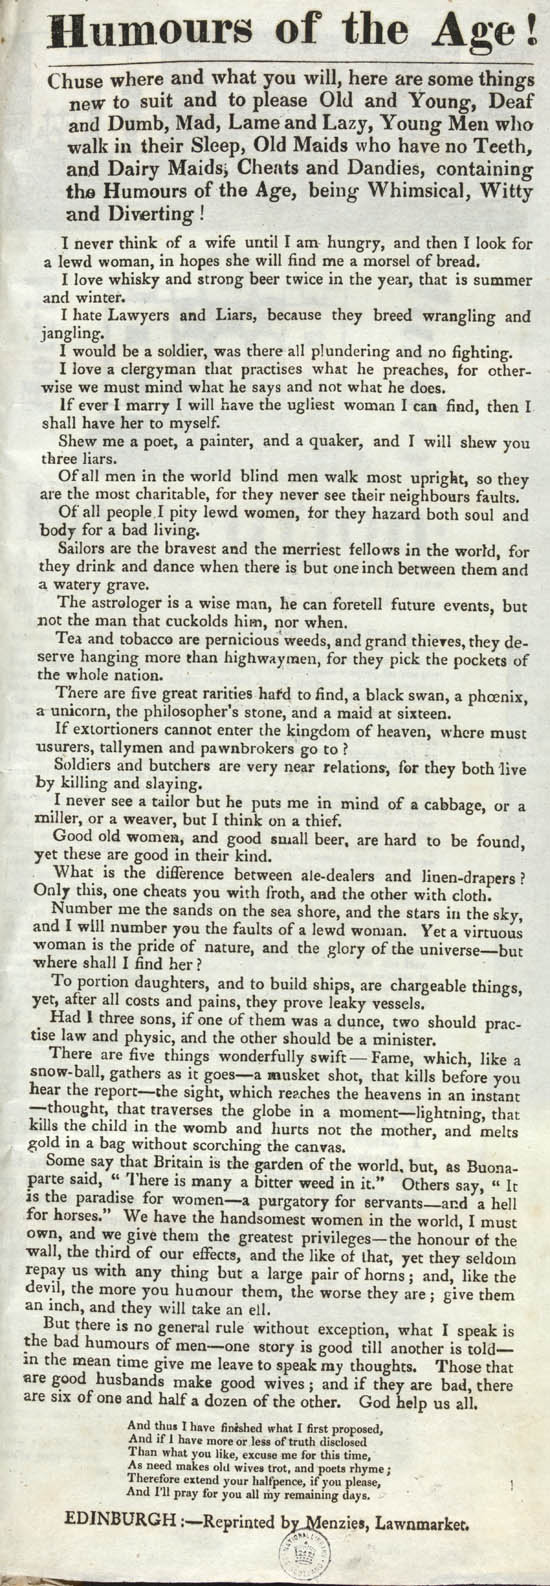 Humours of the Age!
Chuse where and what you will, here are some things
new to suit and to please Old and Young, Deaf
and Dumb, Mad, Lame and Lazy, Young Men who
walk in their Sleep, Old Maids who have no Teeth,
and Dairy Maids, Cheats and Dandies, containing
the Humours of the Age, being Whimsical, Witty
and Diverting!
I never think of a wife until I am hungry, and then I look for
a lewd woman, in hopes she will find me a morsel of bread.
I love whisky and strong beer twice in the year, that is summer
and winter.
I hate Lawyers and Liars, because they breed wrangling and
jangling.
I would be a soldier, was there all plundering and no fighting.
I love a clergyman that practises what he preaches, for other-
wise we must mind what he says and not what he does.
If ever I marry I will have the ugliest woman I can find, then I
shall have her to myself.
Shew me a poet, a painter, and a quaker, and I will shew you
three liars.
Of all men in the world blind men walk most upright, so they
are the most charitable, for they never see their neighbours faults.
Of all people I pity lewd women, for they hazard both soul and
body for a bad living.
Sailors are the bravest and the merriest fellows in the world, for
they drink and dance when there is but one inch between them and
a watery grave.
The astrologer is a wise man, he can foretell future events, but
not the man that cuckolds him, nor when.
Tea and tobacco are pernicious weeds, and grand thieves, they de-
serve hanging more than highwaymen, for they pick the pockets of
the whole nation.
There are five great rarities hard to find, a black swan, a phœnix,
a unicorn, the philosopher's stone, and a maid at sixteen.
If extortioners cannot enter the kingdom of heaven, where must
usurers, tallymen and pawnbrokers go to?
Soldiers and butchers are very near relations, for they both live
by killing and slaying.
I never see a tailor but he puts me in mind of a cabbage, or a
miller, or a weaver, but I think on a thief.
Good old women, and good small beer, are hard to be found,
yet these are good in their kind.
What is the difference between ale-dealers and linen-drapers?
Only this, one cheats you with froth, and the other with cloth.
Number me the sands on the sea shore, and the stars in the sky,
and I will number you the faults of a lewd woman. Yet a virtuous
woman is the pride of nature, and the glory of the universe—but
where shall I find her?
To portion daughters, and to build ships, are chargeable things,
yet, after all costs and pains, they prove leaky vessels.
Had I three sons, if one of them was a dunce, two should prac-
tise law and physic, and the other should be a minister.
There are five things wonderfully swift—Fame, which, like a
snow-ball, gathers as it goes—a musket shot, that kills before you
hear the report—the sight, which reaches the heavens in an instant
—thought, that traverses the globe in a moment—lightning, that
kills the child in the womb and hurts not the mother, and melts
gold in a bag without scorching the canvas.
Some say that Britain is the garden of the world, but, as Buona-
parte said, "There is many a bitter weed in it." Others say, "It
is the paradise for women—a purgatory for servants—and a hell
for horses." We have the handsomest women in the world, I must
own, and we give them the greatest privileges—the honour of the
wall, the third of our effects, and the like of that, yet they seldom
repay us with any thing but a large pair of horns; and, like the
devil, the more you humour them, the worse they are; give them
an inch, and they will take an ell.
But there is no general rule without exception, what I speak is
the bad humours of men—one story is good till another is told—
in the mean time give me leave to speak my thoughts. Those that
are good husbands make good wives; and if they are bad, there
are six of one and half a dozen of the other. God help us all.
And thus I have finished what I first proposed,
And if I have more or less of truth disclosed
Than what you like, excuse me for this time,
As need makes old wives trot, and poets rhyme;
Therefore extend your halfpence, if you please,
And I'll pray for you all my remaining days.
EDINBURGH:—Reprinted by Menzies, Lawnmarket.